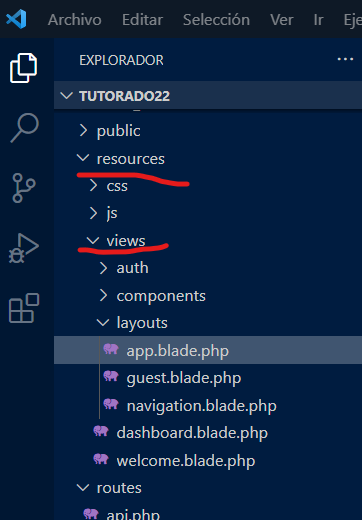 Archivo Editar Selección Ver Ir Eje
EXPLORADOR
TUTORADO22
public
resources
css
js
views
auth
components
layouts
app.blade.php
guest.blade.php
navigation.blade.php
dashboard.blade.php
welcome.blade.php
routes
api.php